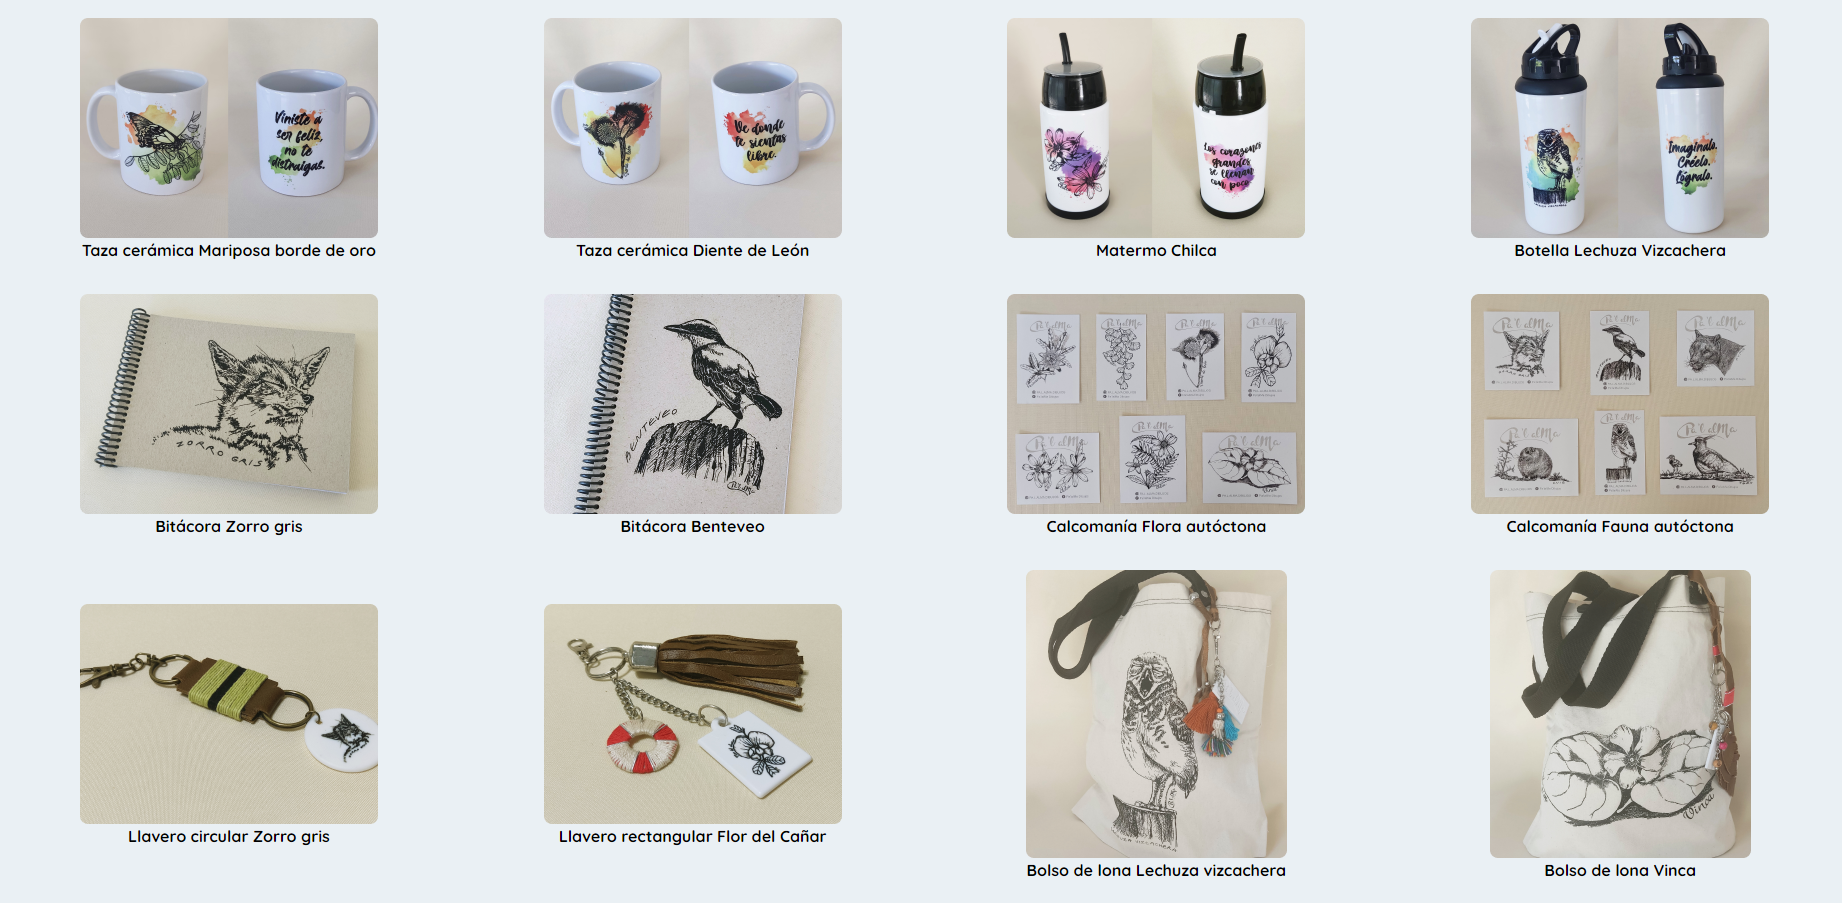 Viniste a
ser feliz,
no te
distraigas.
Ve donde
te sientas
libre.
Los corazones
grandes
se llenan
con poco
Imaginalo.
Créelo.
Lógralo.
Taza cerámica Mariposa borde de oro
Taza cerámica Diente de León
Matermo Chilca
Botella Lechuza Vizcachera
ZORRO GRIS
BENTEVEO
Bitácora Zorro gris
Bitácora Benteveo
Calcomanía Flora autóctona
Calcomanía Fauna autóctona
Vinca
Llavero circular Zorro gris
Llavero rectangular Flor del Cañar
Bolso de lona Lechuza vizcachera
Bolso de lona Vinca